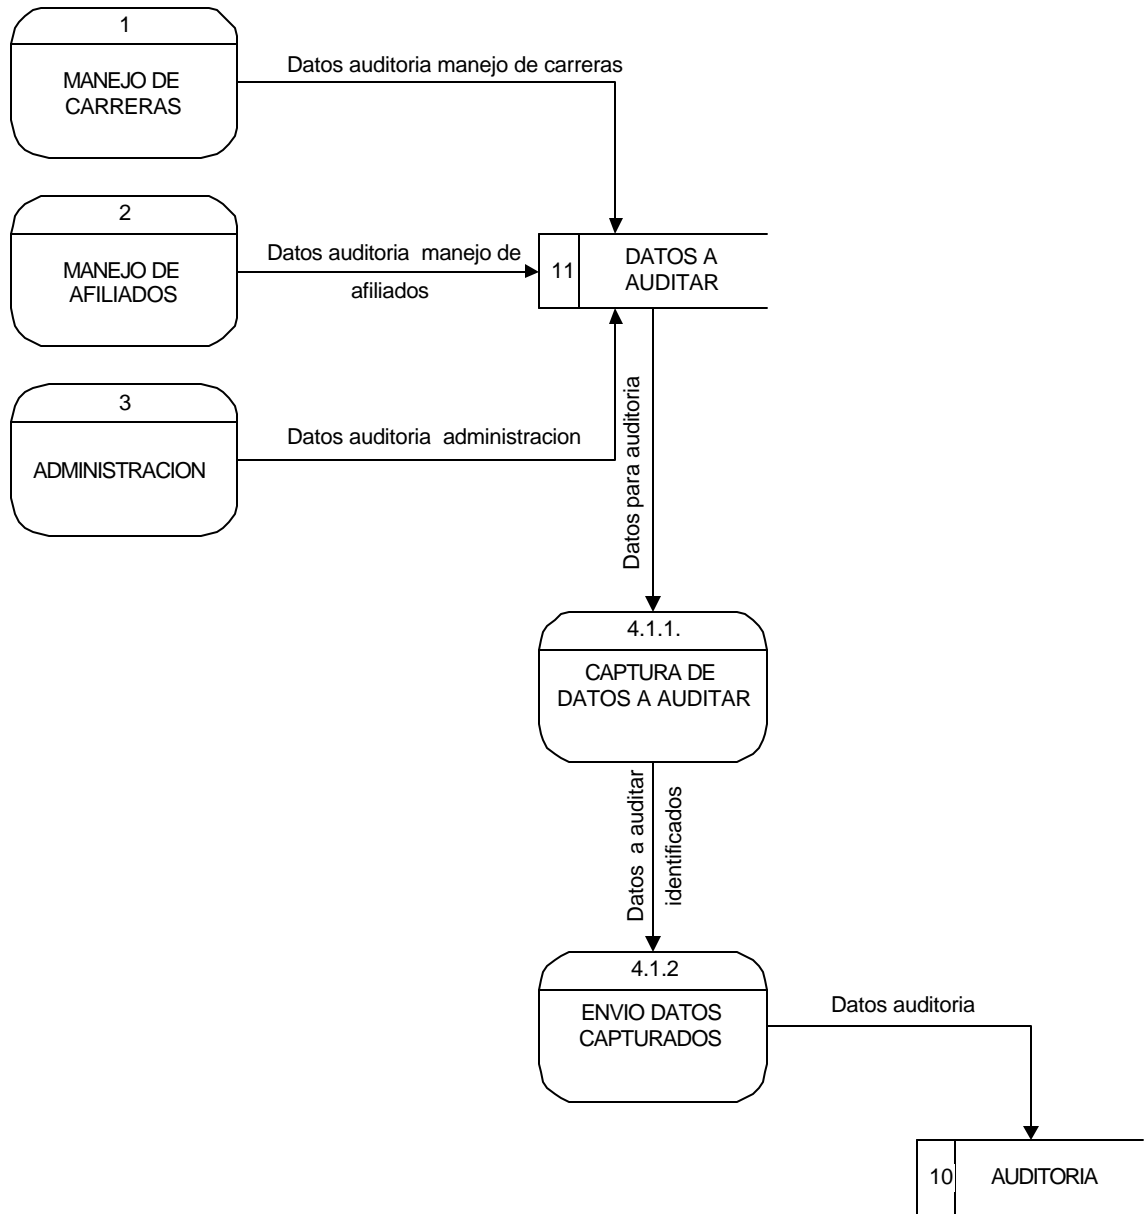 1
MANEJO DE
CARRERAS
Datos auditoria manejo de carreras
2
MANEJO DE
AFILIADOS
Datos auditoria manejo de
afiliados
11
DATOS A
AUDITAR
3
ADMINISTRACION
Datos auditoria administracion
Datos para auditoria
4.1.1.
CAPTURA DE
DATOS A AUDITAR
Datos a auditar
identificados
4.1.2
ENVIO DATOS
CAPTURADOS
Datos auditoria
10
AUDITORIA